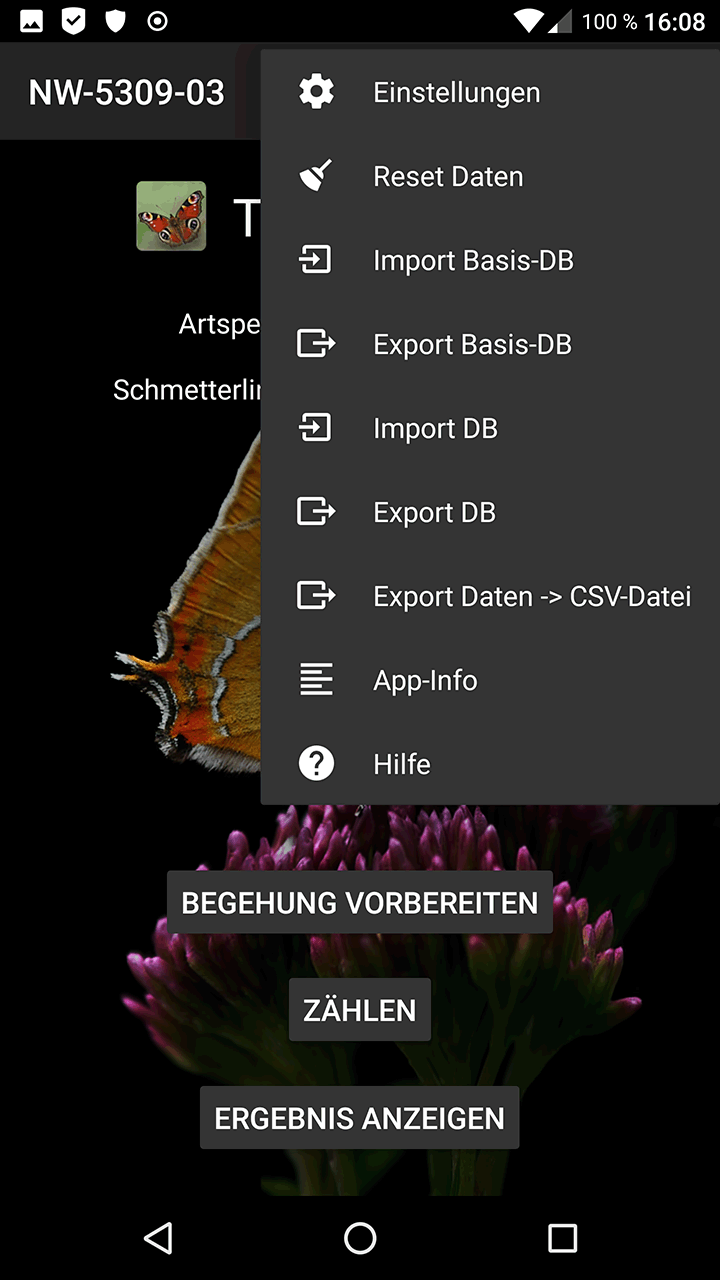 100 % 16:08
NW-5309-03
Einstellungen
Reset Daten
Import Basis-DB
Export Basis-DB
Import DB
Export DB
Export Daten -> CSV-Datei
App-Info
Hilfe
T
Artspe
Schmetterlin
BEGEHUNG VORBEREITEN
ZÄHLEN
ERGEBNIS ANZEIGEN